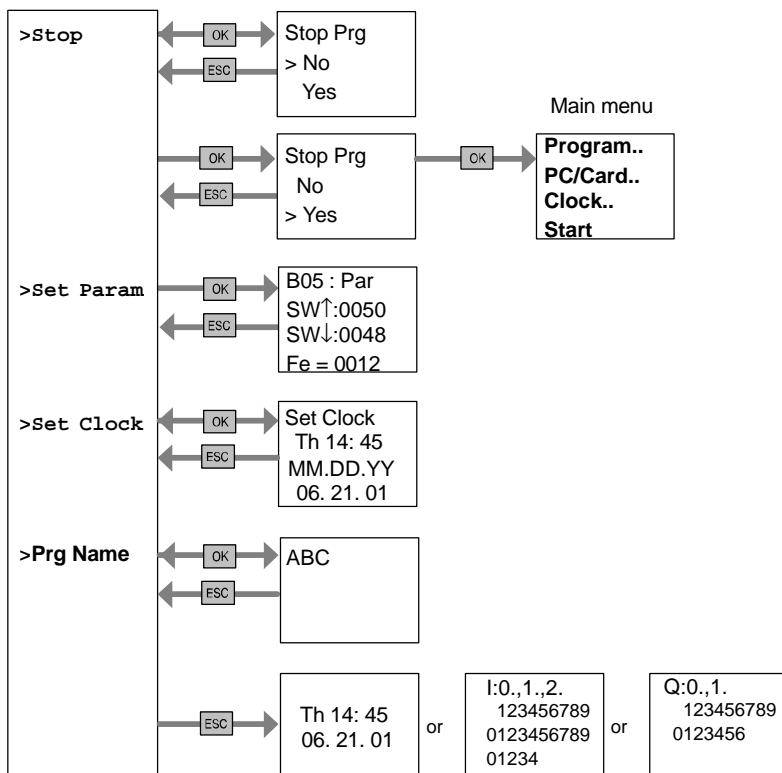 >Stop
OK
ESC
Stop Prg
> No
Yes
OK
ESC
Stop Prg
No
> Yes
OK
Main menu
Program..
PC/Card..
Clock..
Start
>Set Param
OK
ESC
B05 : Par
SW↑:0050
SW↓:0048
Fe = 0012
>Set Clock
OK
ESC
Set Clock
Th 14: 45
MM.DD.YY
06. 21. 01
>Prg Name
OK
ESC
ABC
ESC
Th 14: 45
06. 21. 01
or
I:0.,1.,2.
123456789
0123456789
01234
or
Q:0.,1.
123456789
0123456